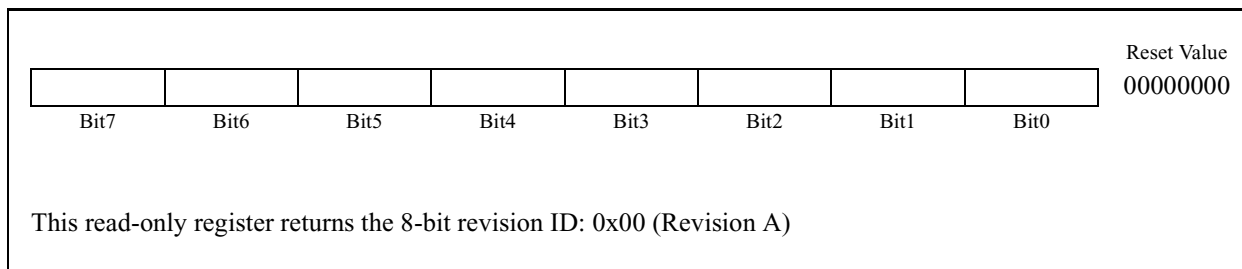 Reset Value
00000000
Bit7 Bit6 Bit5 Bit4 Bit3 Bit2 Bit1 Bit0
This read-only register returns the 8-bit revision ID: 0x00 (Revision A)